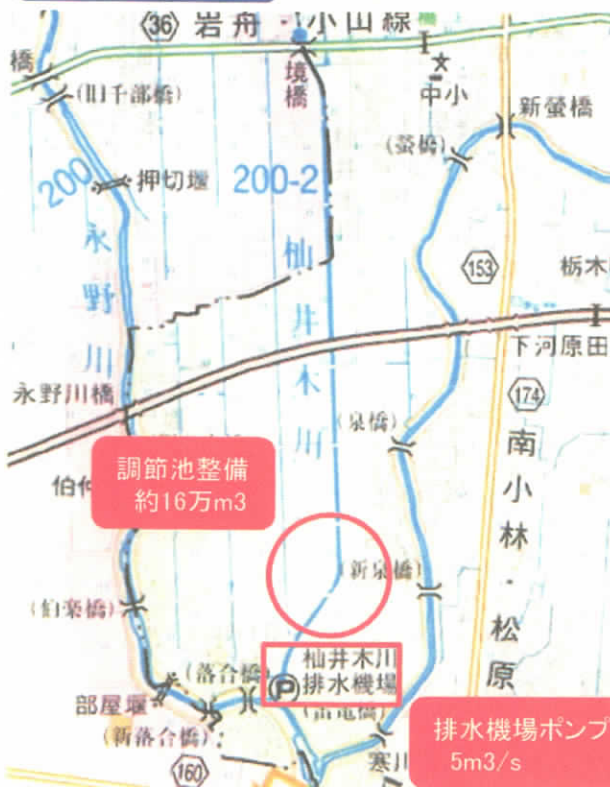 36 岩舟・小山線
橋
境橋
中小
新螢橋
(旧千部橋)
(螢橋)
押切堰
200
200-2
永野川
杣井木川
153
栃木
下河原田
174
永野川橋
(泉橋)
南小林・松原
調節池整備
約16万m3
(新泉橋)
(伯楽橋)
杣井木川
排水機場
P
(落合橋)
部屋堰
(新落合橋)
排水機場ポンプ
5m3/s
寒川
160